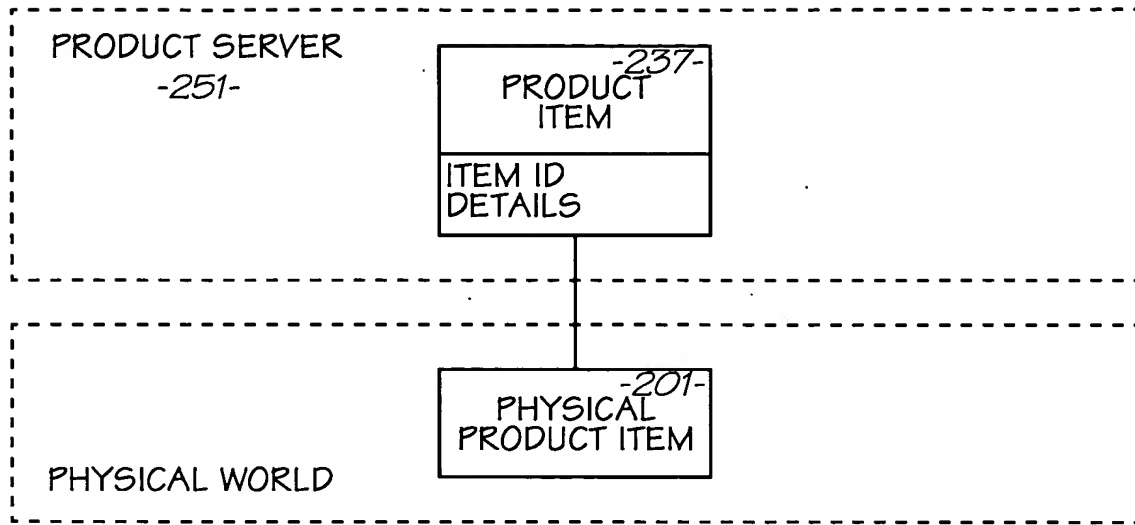 PRODUCT SERVER
-251-
-237-
PRODUCT
ITEM
ITEM ID
DETAILS
-201-
PHYSICAL
PRODUCT ITEM
PHYSICAL WORLD